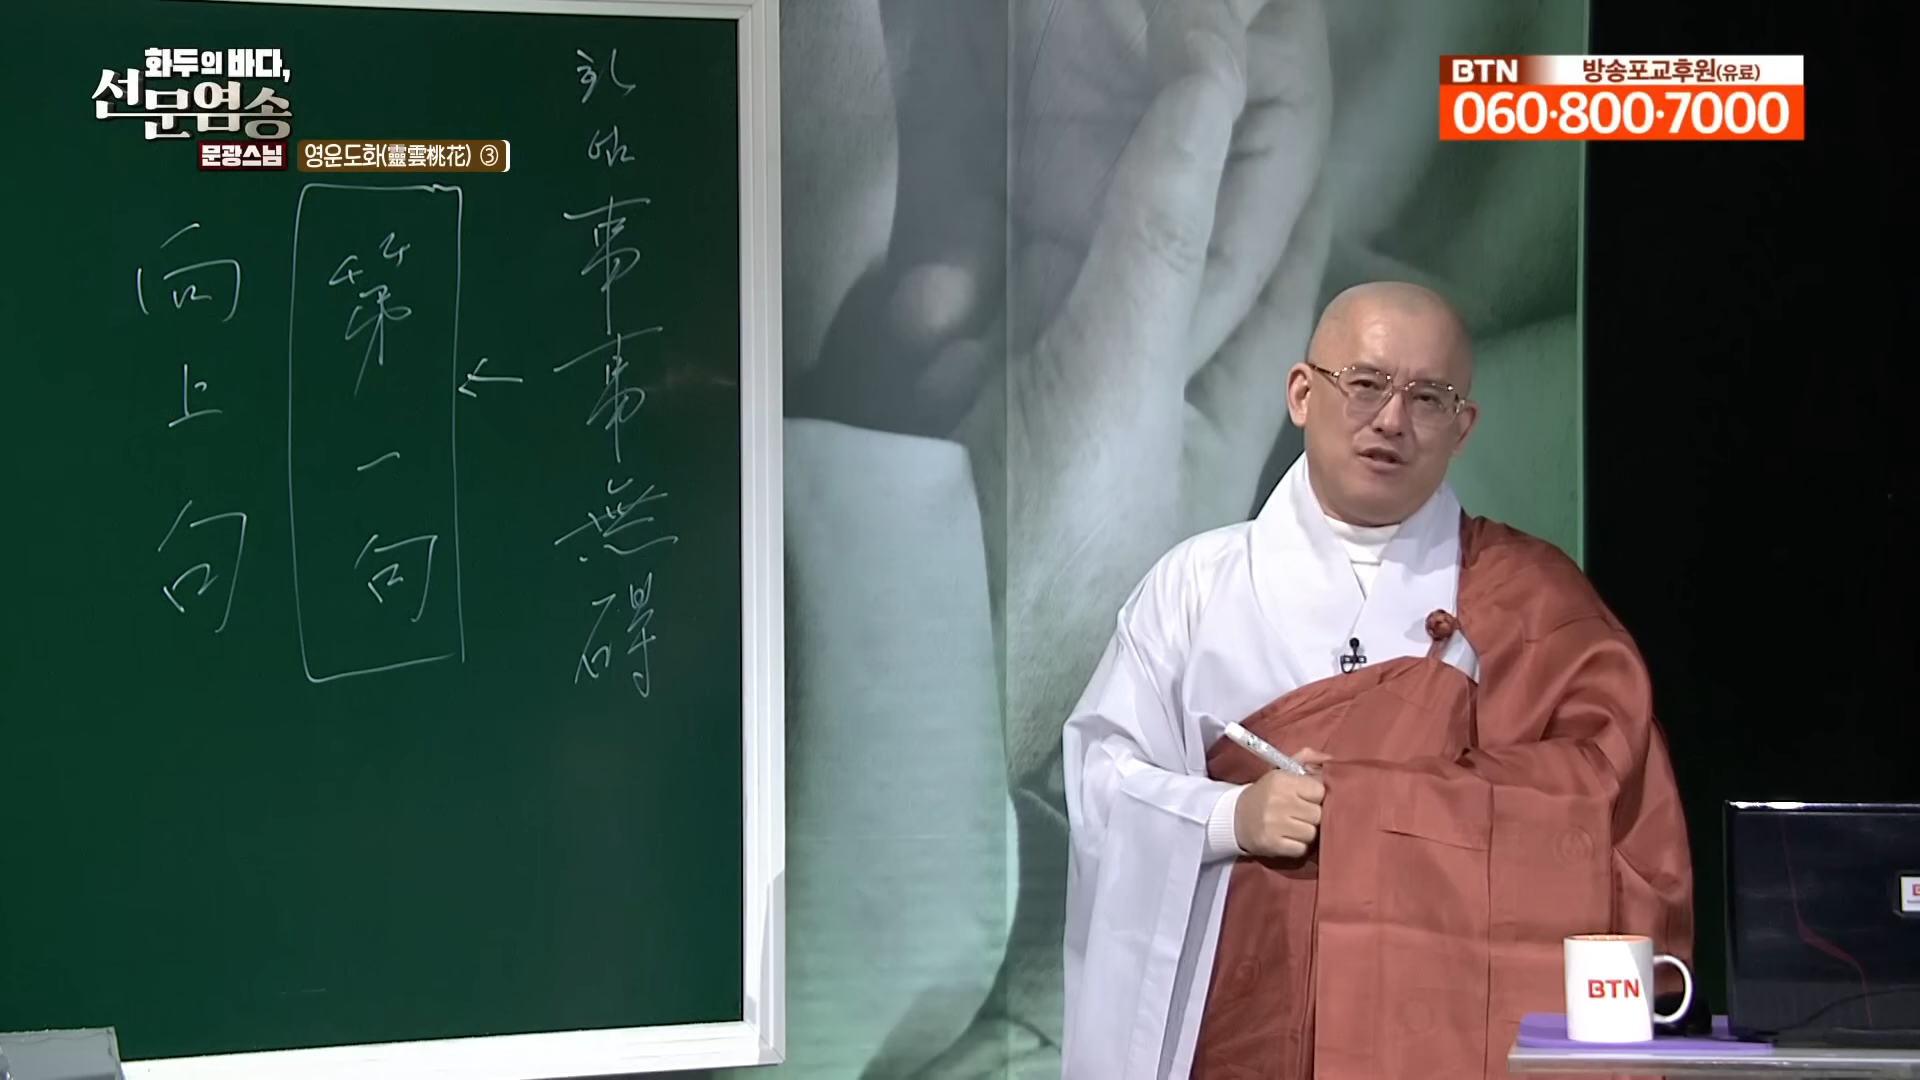 화두의 바다,
선문염송
문광스님
영운도화(靈雲桃花) ③
BTN 방송포교후원(유료)
060·800·7000
事事無碍
第一句
向上句
BTN